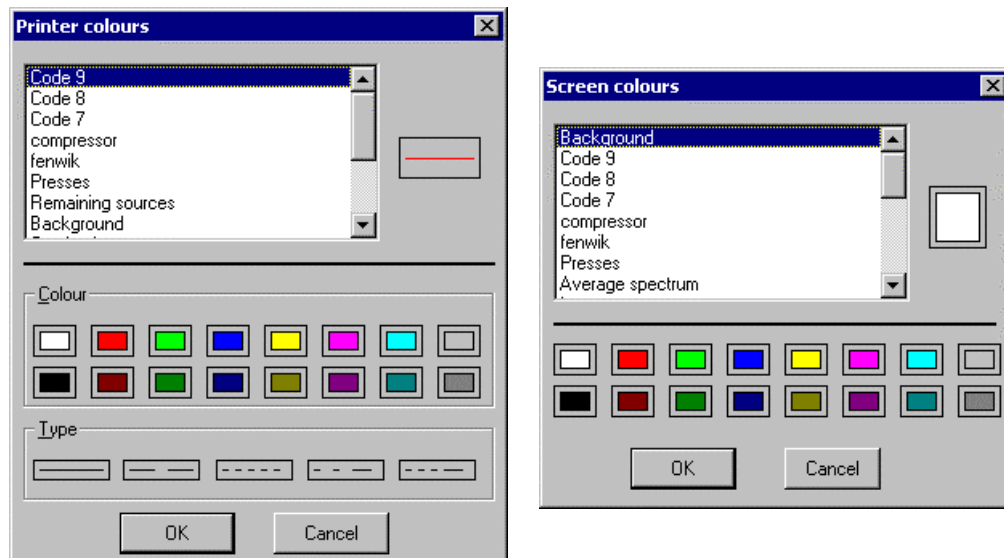 Printer colours
Code 9
Code 8
Code 7
compressor
fenwik
Presses
Remaining sources
Background
Colour
Type
OK
Cancel
Screen colours
Background
Code 9
Code 8
Code 7
compressor
fenwik
Presses
Average spectrum
OK
Cancel